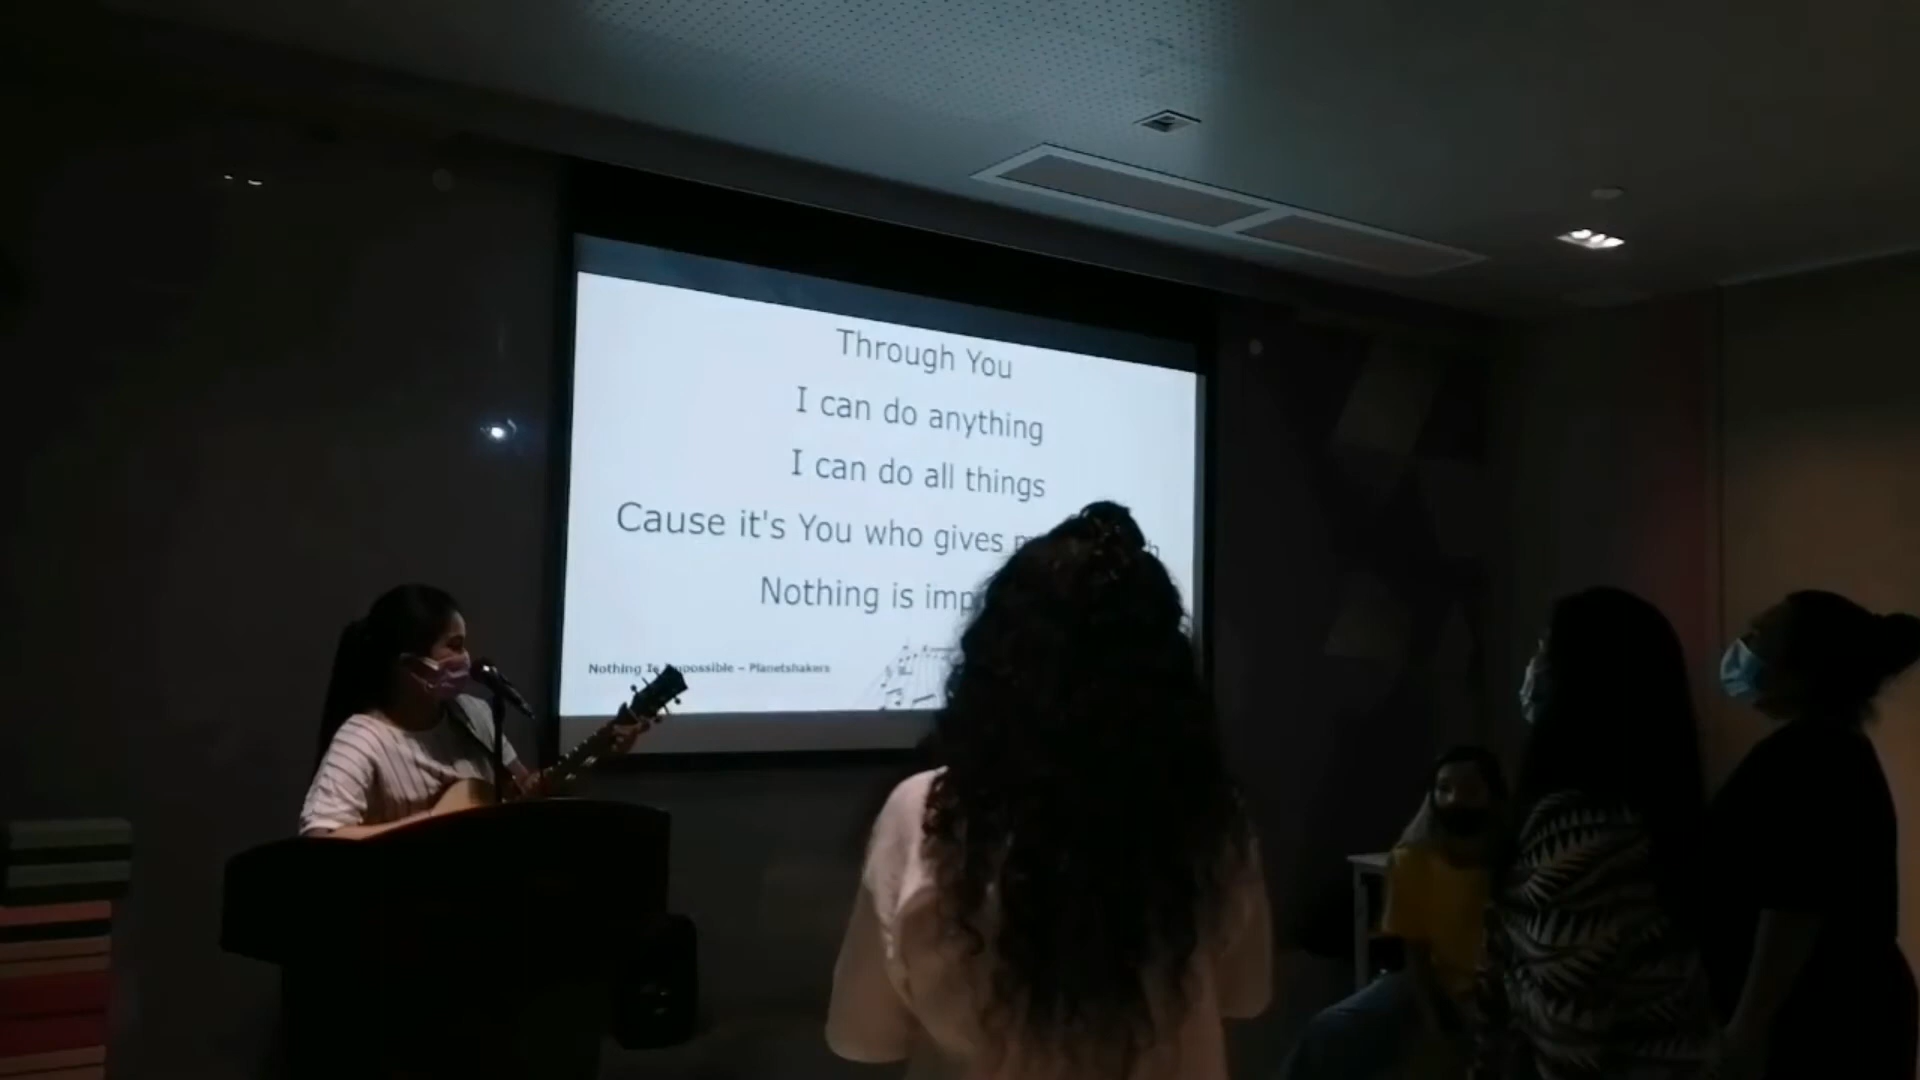 Through You
I can do anything
I can do all things
Cause it's You who gives
Nothing is
Nothing Is Impossible – Planetshakers